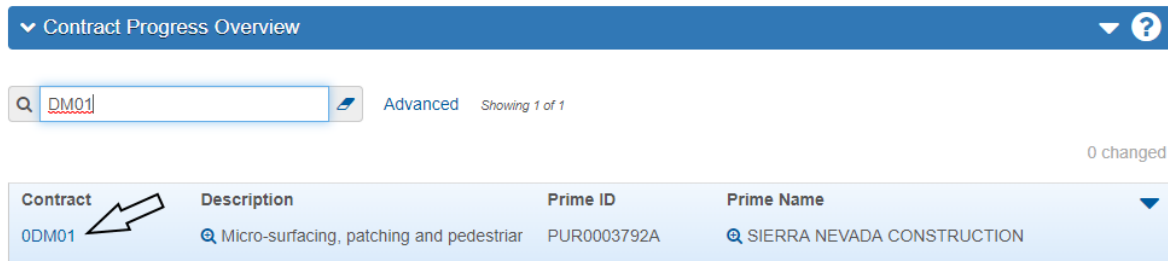 Contract Progress Overview ?
DM01 Advanced Showing 1 of 1
0 changed
Contract Description Prime ID Prime Name
0DM01 Micro-surfacing, patching and pedestriar PUR0003792A SIERRA NEVADA CONSTRUCTION